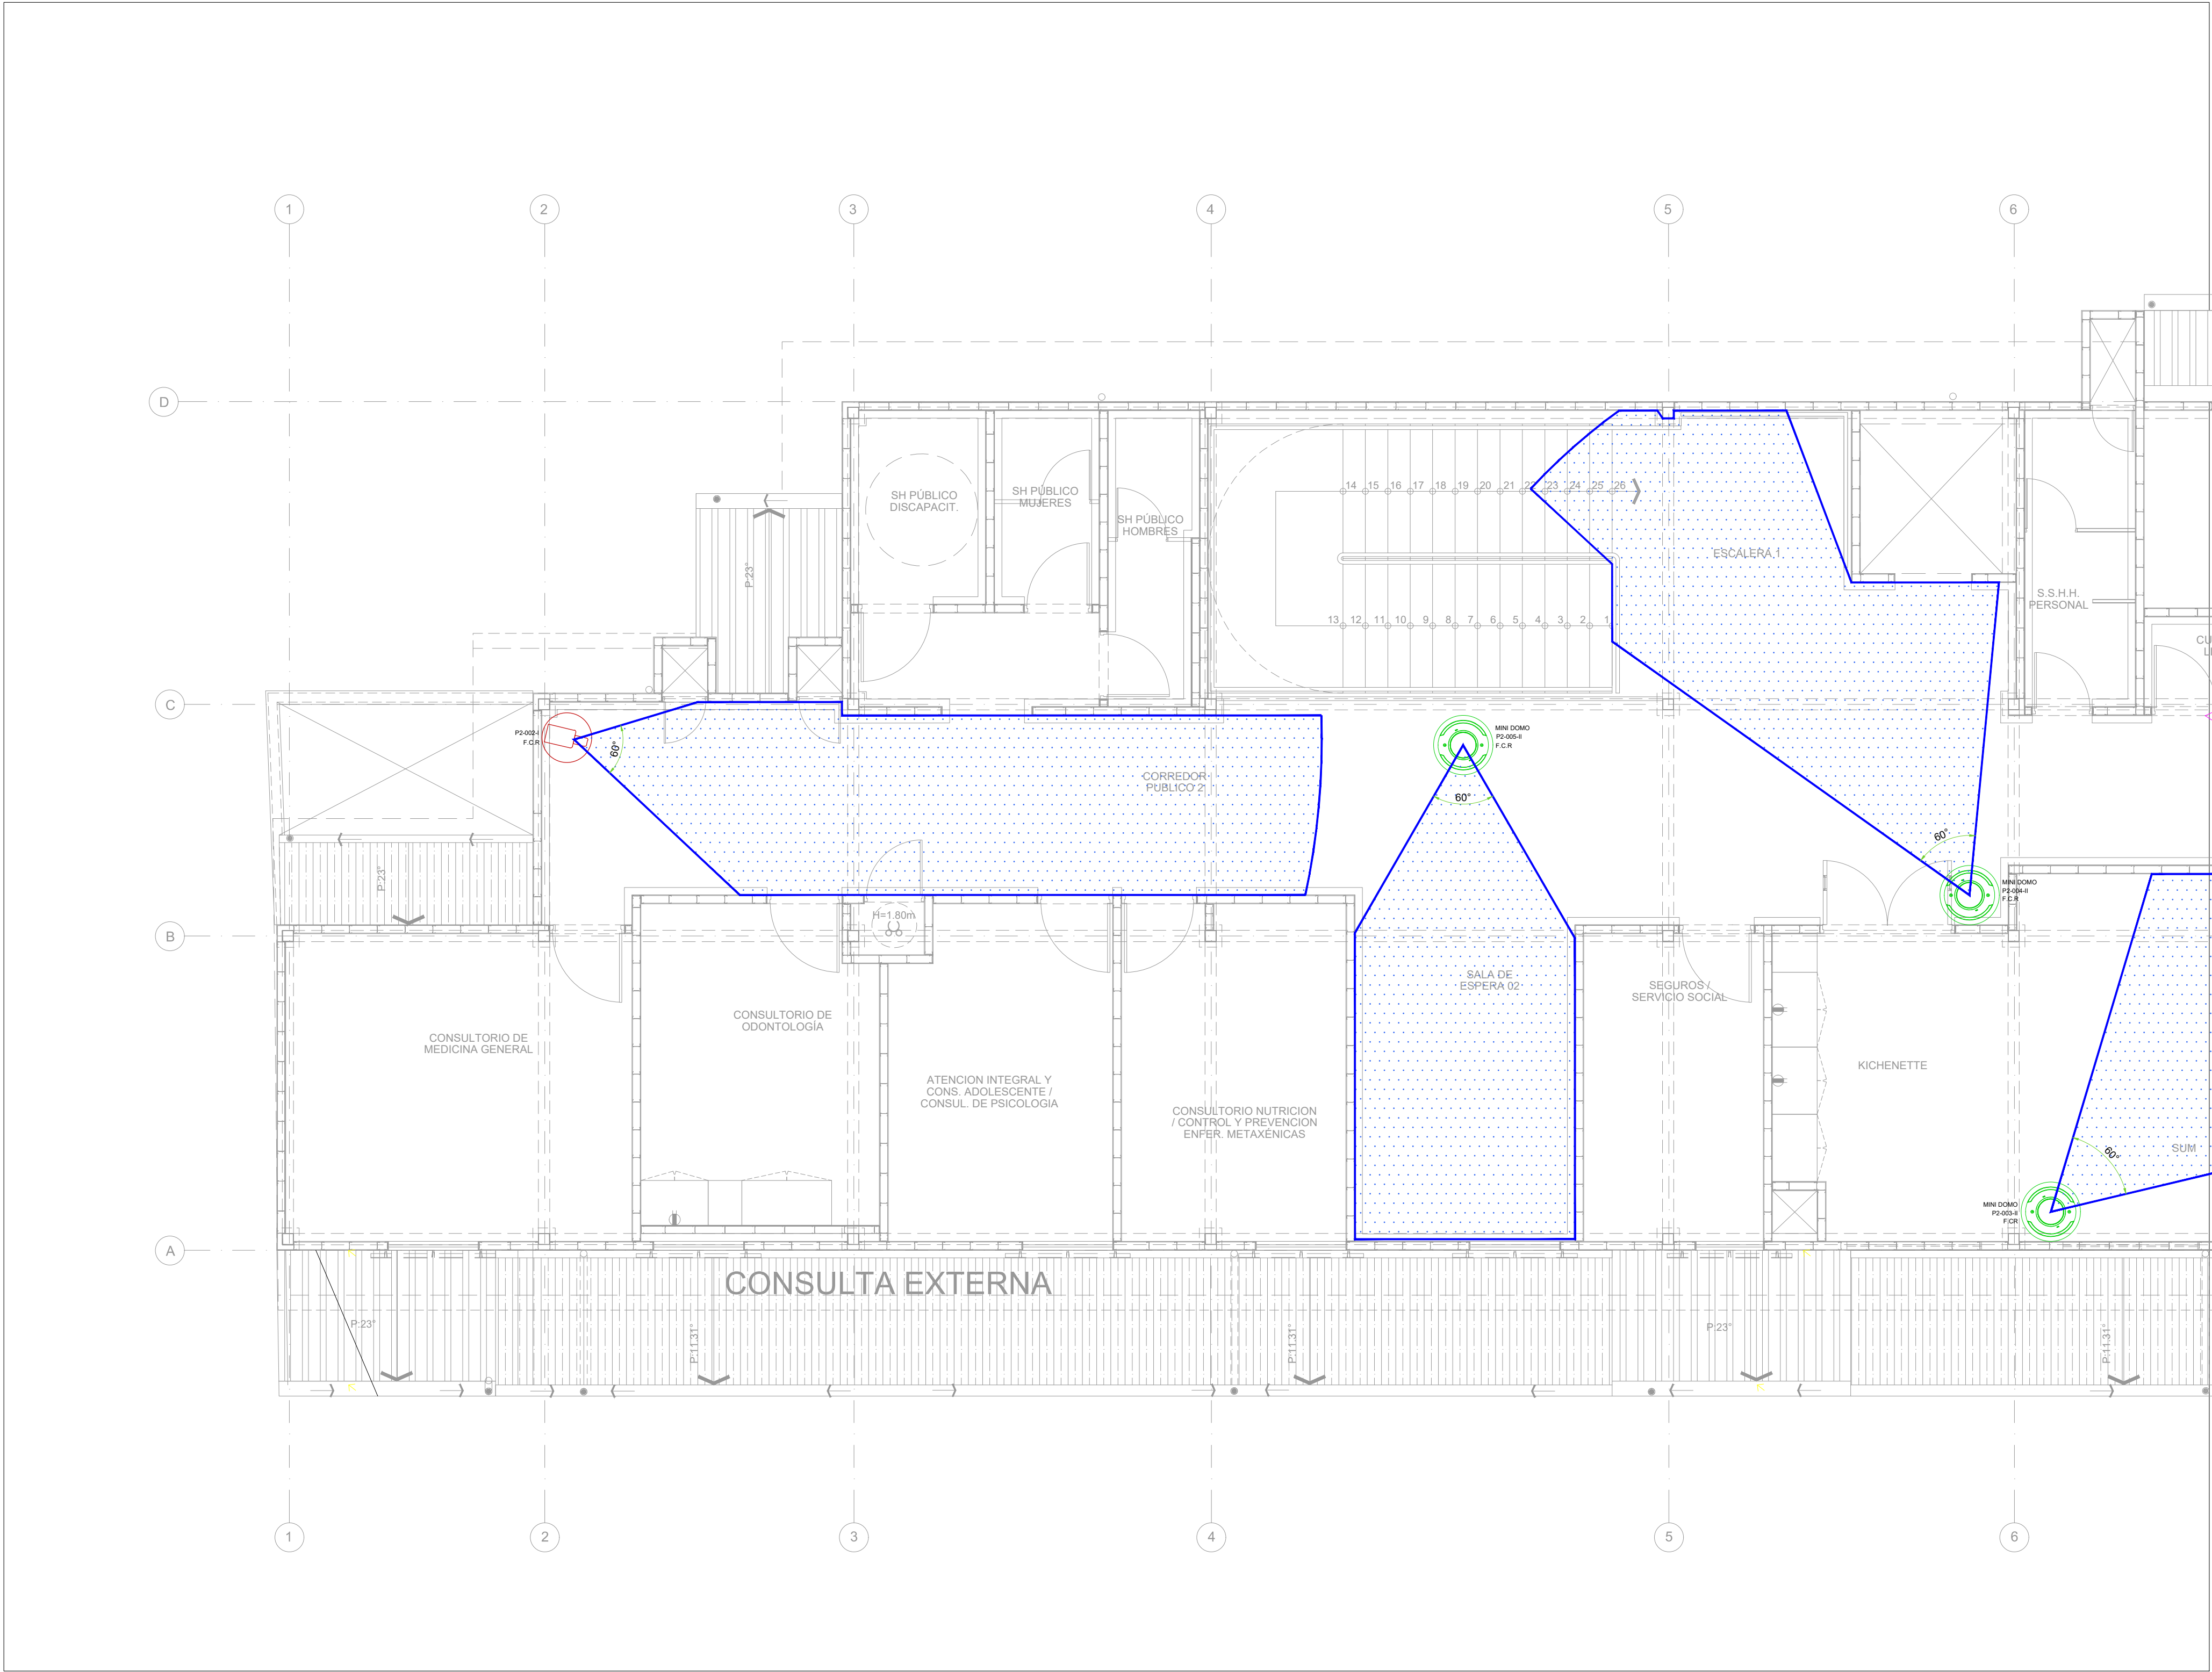 1
2
3
4
5
6
D
SH PÚBLICO
DISCAPACIT.
SH PÚBLICO
MUJERES
SH PÚBLICO
HOMBRES
14
15
16
17
18
19
20
21
22
23
24
25
26
ESCALERA 1
P:23°
S.S.H.H.
PERSONAL
13
12
11
10
9
8
7
6
5
4
3
2
1
CU
C
P2-002-I
F.C.R
60°
MINI DOMO
P2-005-II
F.C.R
CORREDOR
PUBLICO 2
60°
60°
P:23°
MINI DOMO
P2-004-II
F.C.R
H=1.80m
B
SALA DE
ESPERA 02
SEGUROS /
SERVICIO SOCIAL
CONSULTORIO DE
ODONTOLOGÍA
CONSULTORIO DE
MEDICINA GENERAL
KICHENETTE
ATENCION INTEGRAL Y
CONS. ADOLESCENTE /
CONSUL. DE PSICOLOGIA
CONSULTORIO NUTRICION
/ CONTROL Y PREVENCION
ENFER. METAXÉNICAS
60°
SUM
MINI DOMO
P2-003-II
F.CR
A
CONSULTA EXTERNA
P:23°
P:11.31°
P:11.31°
P:23°
P:11.31°
1
2
3
4
5
6